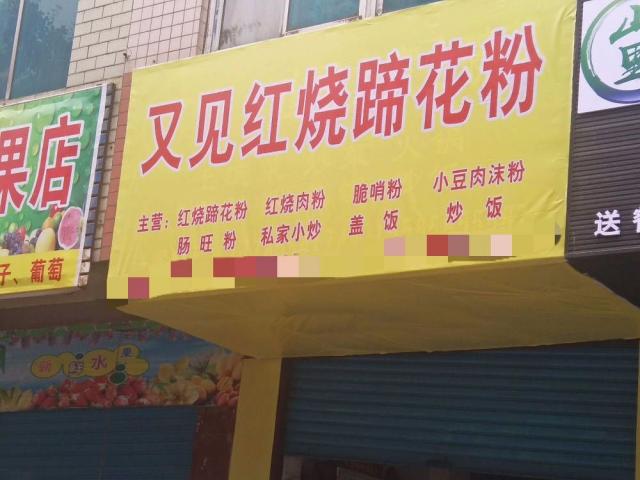 又见红烧蹄花粉
主营：红烧蹄花粉 红烧肉粉 脆哨粉 小豆肉沫粉
肠旺粉 私家小炒 盖饭 炒饭
果店
子、葡萄
水果
送